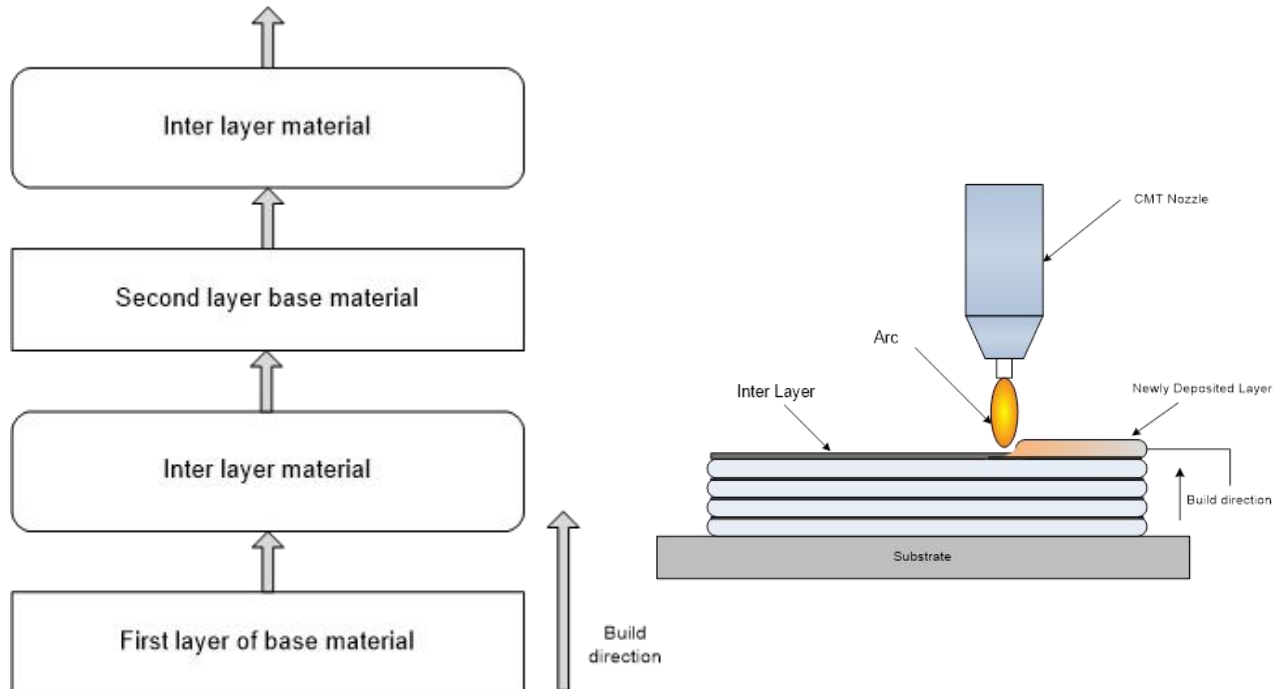 Inter layer material
Second layer base material
Inter layer material
First layer of base material
Build
direction
CMT Nozzle
Arc
Inter Layer
Newly Deposited Layer
Build direction
Substrate